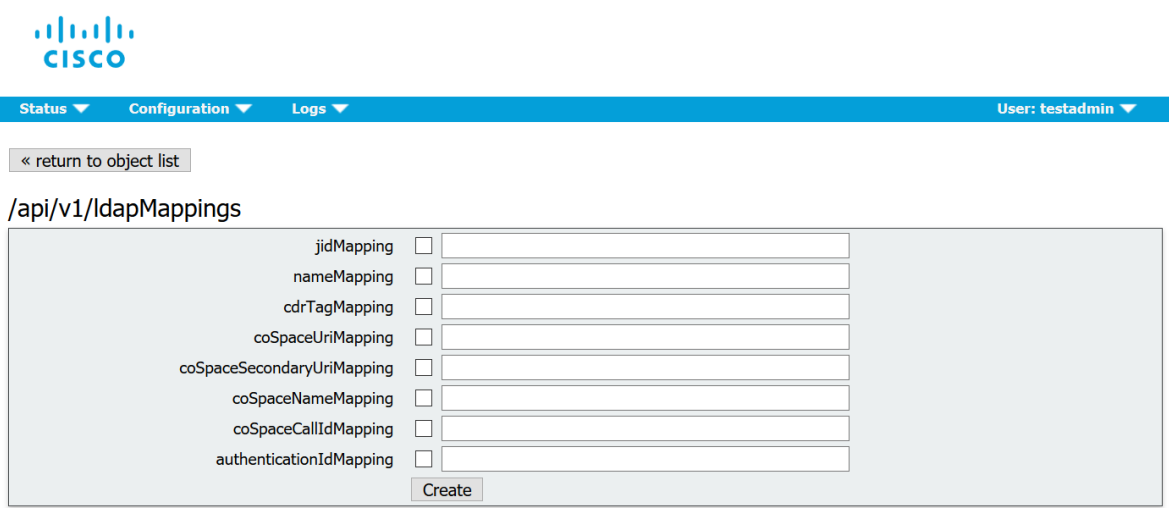 CISCO
Status Configuration Logs User: testadmin
« return to object list
/api/v1/ldapMappings
jidMapping
nameMapping
cdrTagMapping
coSpaceUriMapping
coSpaceSecondaryUriMapping
coSpaceNameMapping
coSpaceCallIdMapping
authenticationIdMapping
Create